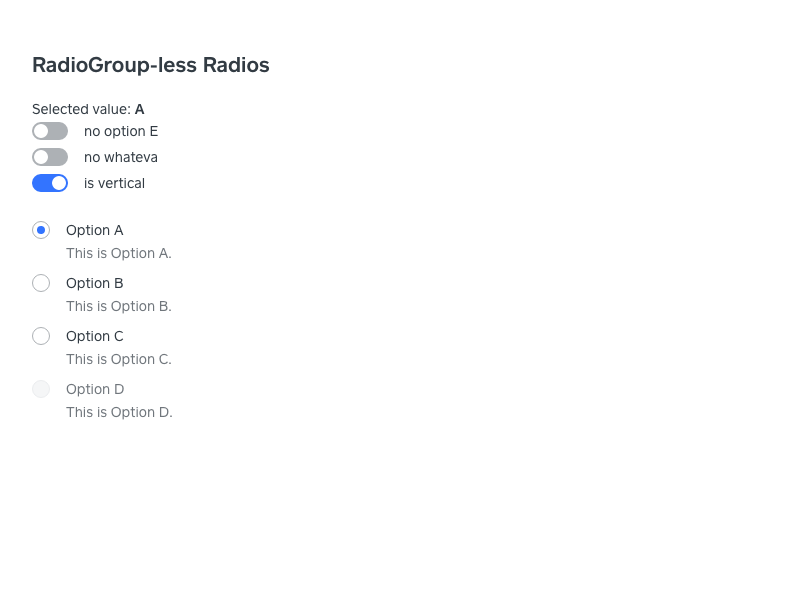 RadioGroup-less Radios
Selected value: A
no option E
no whateva
is vertical
Option A
This is Option A.
Option B
This is Option B.
Option C
This is Option C.
Option D
This is Option D.